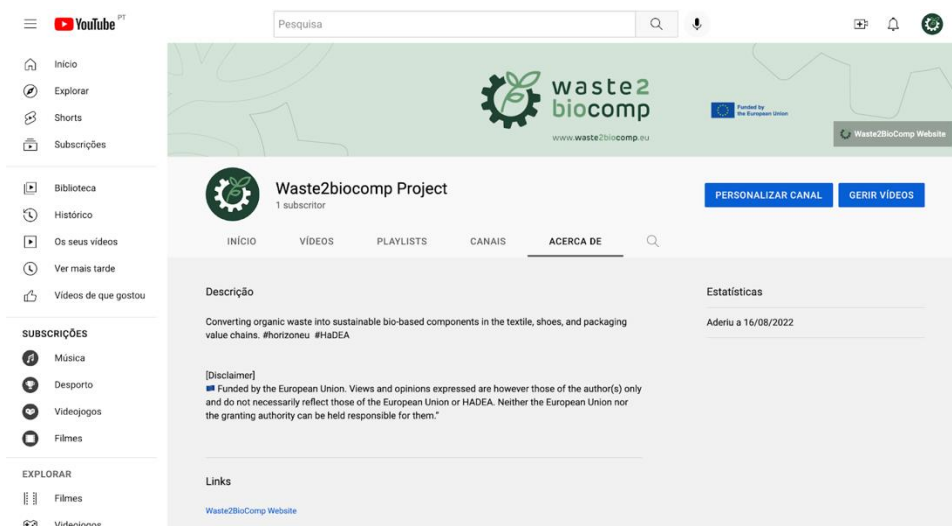 YouTube PT
Pesquisa
Início
Explorar
Shorts
Subscrições
Biblioteca
Histórico
Os seus vídeos
Ver mais tarde
Vídeos de que gostou
SUBSCRIÇÕES
Música
Desporto
Videojogos
Filmes
EXPLORAR
Filmes
Videojogos
waste2
biocomp
www.waste2biocomp.eu
Funded by
the European Union
Waste2BioComp Website
Waste2biocomp Project
1 subscritor
PERSONALIZAR CANAL
GERIR VÍDEOS
INÍCIO VÍDEOS PLAYLISTS CANAIS ACERCA DE
Descrição
Converting organic waste into sustainable bio-based components in the textile, shoes, and packaging
value chains. #horizoneu #HaDEA
[Disclaimer]
Funded by the European Union. Views and opinions expressed are however those of the author(s) only
and do not necessarily reflect those of the European Union or HADEA. Neither the European Union nor
the granting authority can be held responsible for them."
Links
Waste2BioComp Website
Estatísticas
Aderiu a 16/08/2022